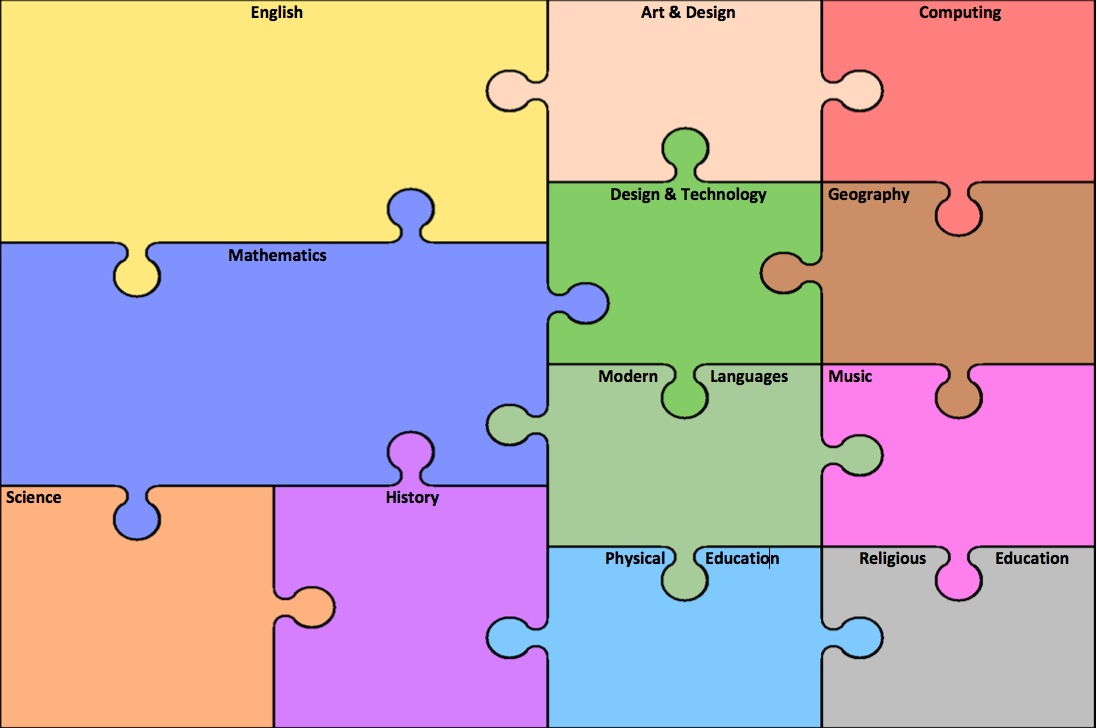 English
Art & Design
Computing
Design & Technology
Geography
Mathematics
Modern Languages
Music
Science
History
Physical Education
Religious Education